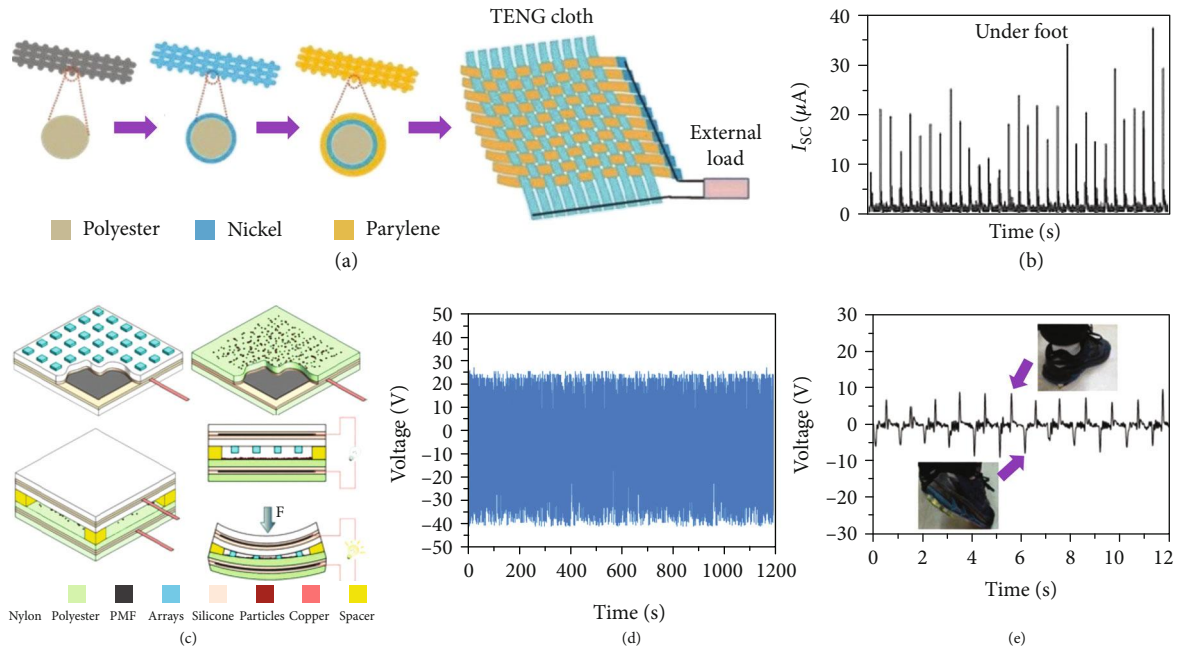 TENG cloth
External
load
Polyester
Nickel
Parylene
(a)
Under foot
I_SC (μA)
40
30
20
10
0
Time (s)
(b)
Nylon Polyester PMF Arrays Silicone Particles Copper Spacer
F
(c)
Voltage (V)
50
40
30
20
10
0
−10
−20
−30
−40
−50
0 200 400 600 800 1000 1200
Time (s)
(d)
Voltage (V)
30
20
10
0
−10
−20
−30
0 2 4 6 8 10 12
Time (s)
(e)